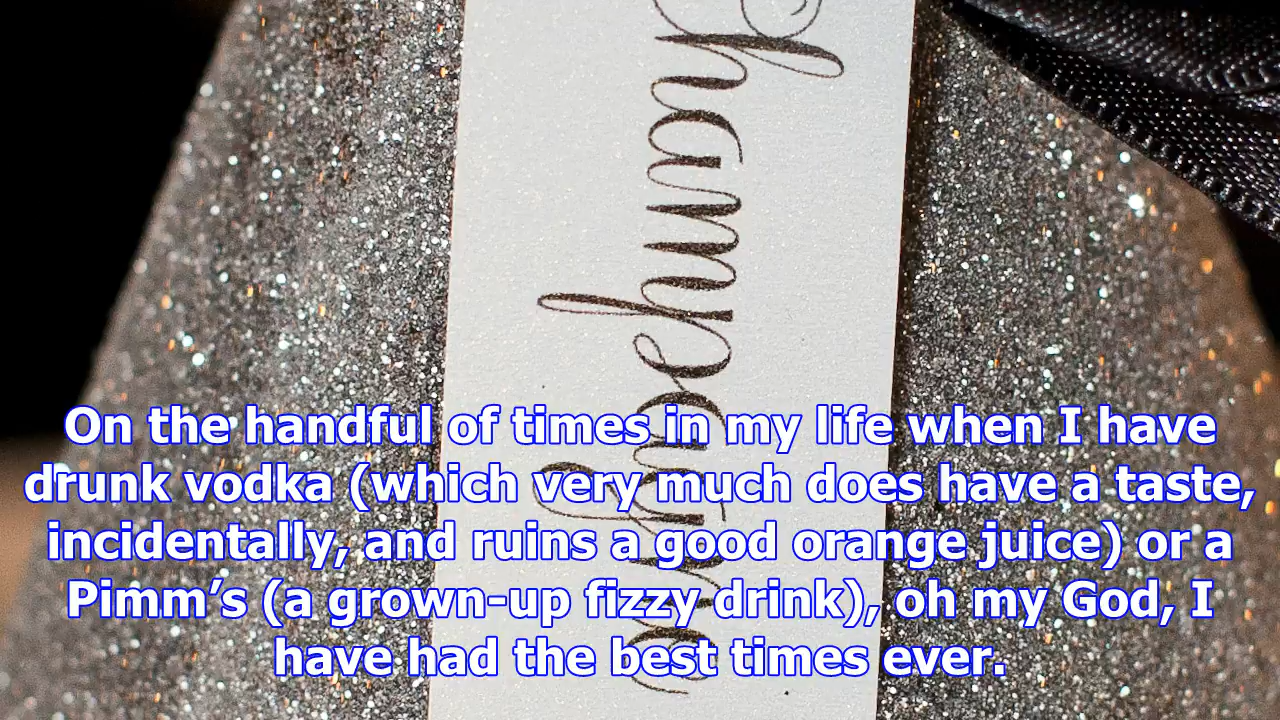 Champagne
On the handful of times in my life when I have
drunk vodka (which very much does have a taste,
incidentally, and ruins a good orange juice) or a
Pimm’s (a grown-up fizzy drink), oh my God, I
have had the best times ever.